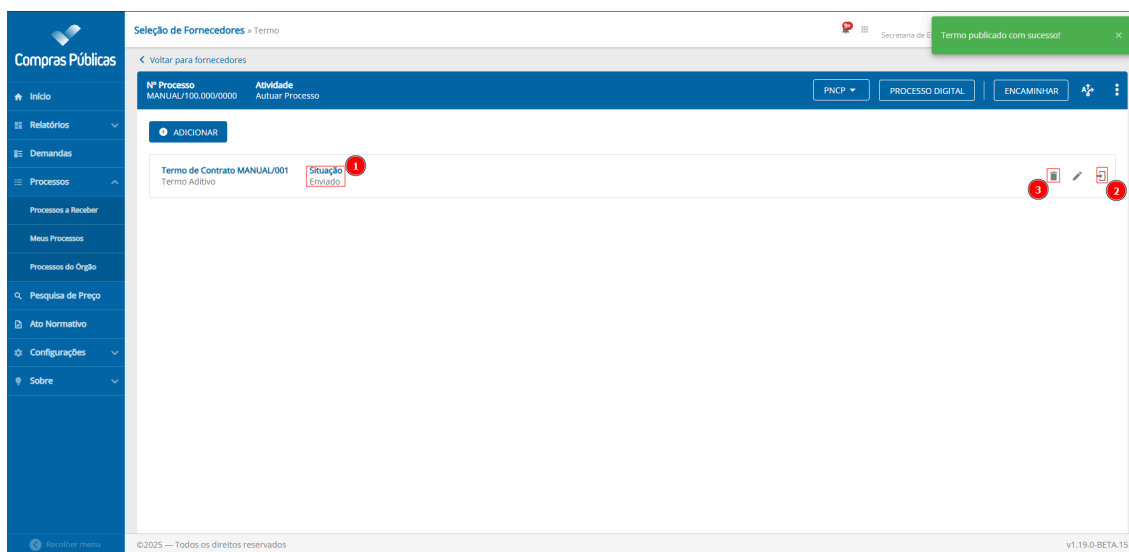 Compras Públicas
Início
Relatórios
Demandas
Processos
Processos a Receber
Meus Processos
Processos do Órgão
Pesquisa de Preço
Ato Normativo
Configurações
Sobre
Recolher menu
Seleção de Fornecedores » Termo
9+
Secretaria de
Termo publicado com sucesso! ×
Voltar para fornecedores
Nº Processo Atividade
MANUAL/100.000/0000 Autuar Processo
PNCP PROCESSO DIGITAL ENCAMINHAR
ADICIONAR
Termo de Contrato MANUAL/001 Situação 1
Termo Aditivo Enviado
3 2
©2025 — Todos os direitos reservados v1.19.0-BETA.15